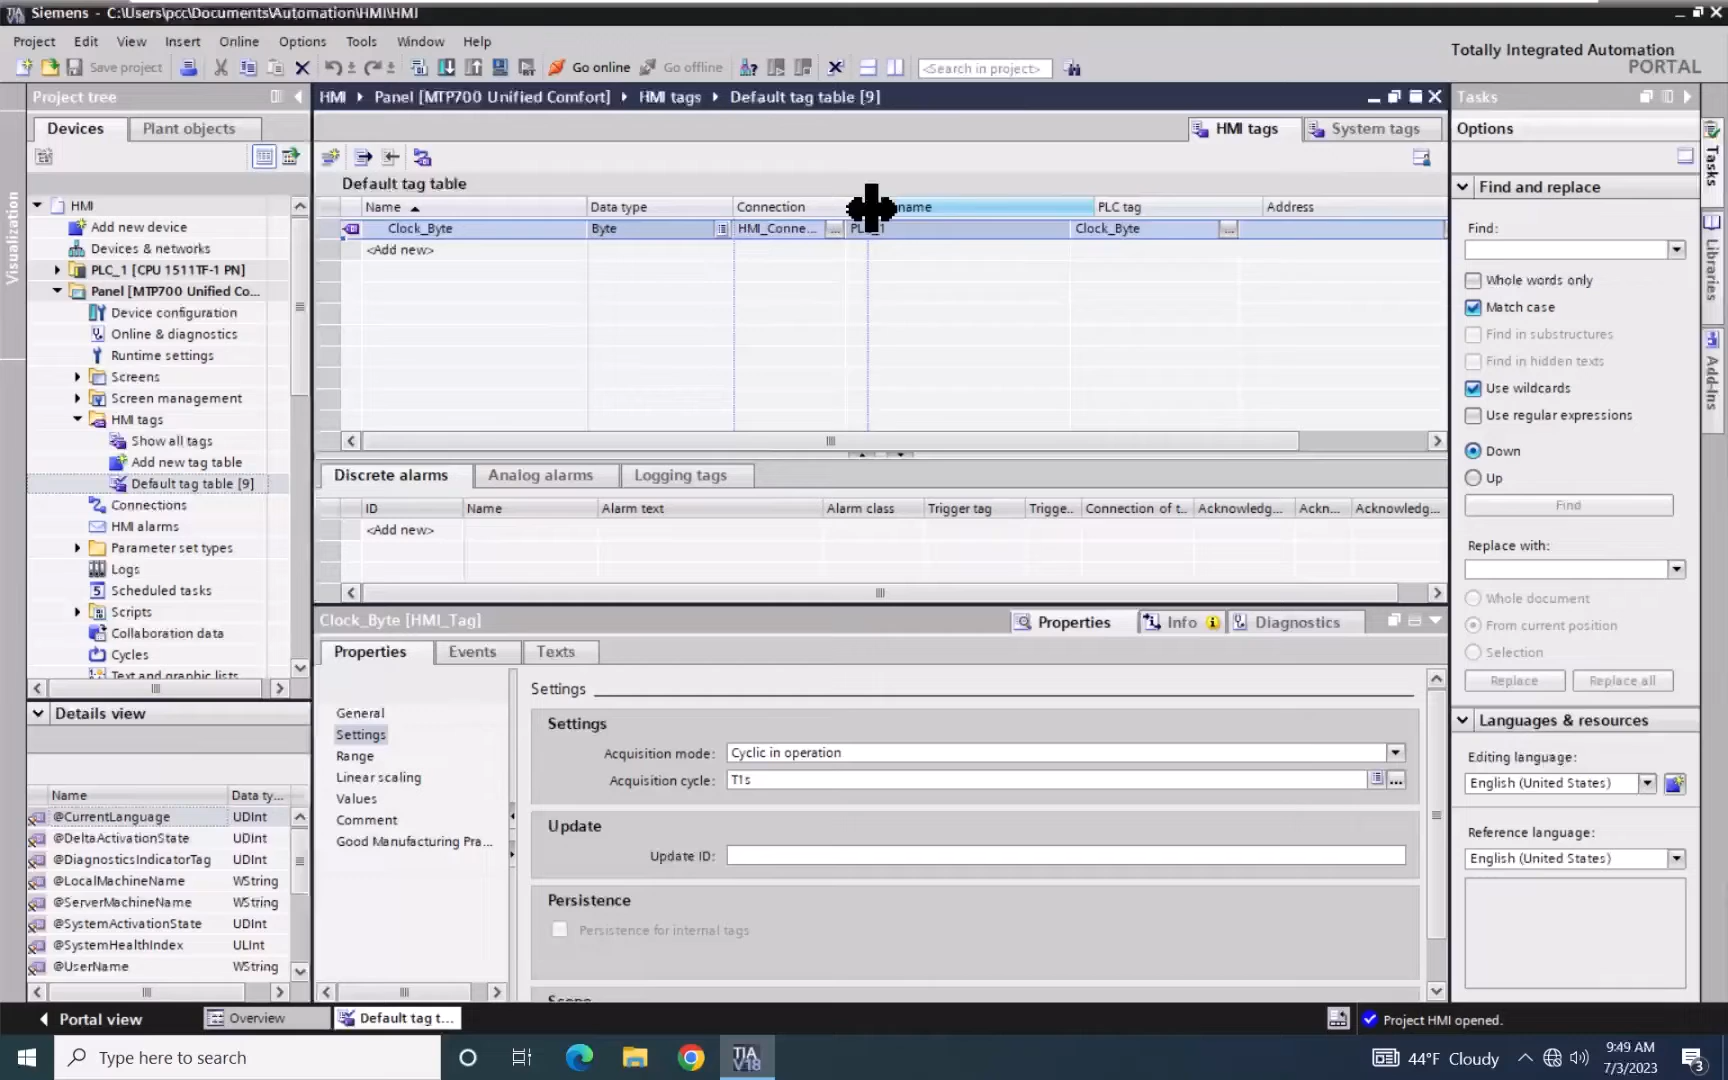 Siemens - C:\Users\pcc\Documents\Automation\HMI\HMI
Project Edit View Insert Online Options Tools Window Help
Totally Integrated Automation
PORTAL
Save project Go online Go offline <Search in project>
Project tree
HMI Panel [MTP700 Unified Comfort] HMI tags Default tag table [9]
Tasks
Devices Plant objects
HMI tags System tags
Options
Default tag table
Find and replace
Name Data type Connection name PLC tag Address
Clock_Byte Byte HMI_Conne... Clock_Byte
<Add new>
HMI
Add new device
Devices & networks
PLC_1 [CPU 1511TF-1 PN]
Panel [MTP700 Unified Co...
Device configuration
Online & diagnostics
Runtime settings
Screens
Screen management
HMI tags
Show all tags
Add new tag table
Default tag table [9]
Connections
HMI alarms
Parameter set types
Logs
Scheduled tasks
Scripts
Collaboration data
Cycles
Text and graphic lists
Visualization
Find:
Whole words only
Match case
Find in substructures
Find in hidden texts
Use wildcards
Use regular expressions
Down
Up
Find
Replace with:
Whole document
From current position
Selection
Replace Replace all
Languages & resources
Editing language:
English (United States)
Reference language:
English (United States)
Tasks
Libraries
Add-Ins
Discrete alarms Analog alarms Logging tags
ID Name Alarm text Alarm class Trigger tag Trigge.. Connection of t.. Acknowledg... Ackn... Acknowledg...
<Add new>
Clock_Byte [HMI_Tag]
Properties Info Diagnostics
Properties Events Texts
General
Settings
Range
Linear scaling
Values
Comment
Good Manufacturing Pra...
Settings
Settings
Acquisition mode: Cyclic in operation
Acquisition cycle: T1s
Update
Update ID:
Persistence
Persistence for internal tags
Scope
Details view
Name Data ty...
@CurrentLanguage UDInt
@DeltaActivationState UDInt
@DiagnosticsIndicatorTag UDInt
@LocalMachineName WString
@ServerMachineName WString
@SystemActivationState UDInt
@SystemHealthIndex ULInt
@UserName WString
Portal view Overview Default tag t...
Project HMI opened.
Type here to search
TIA V18
44°F Cloudy
9:49 AM
7/3/2023
3